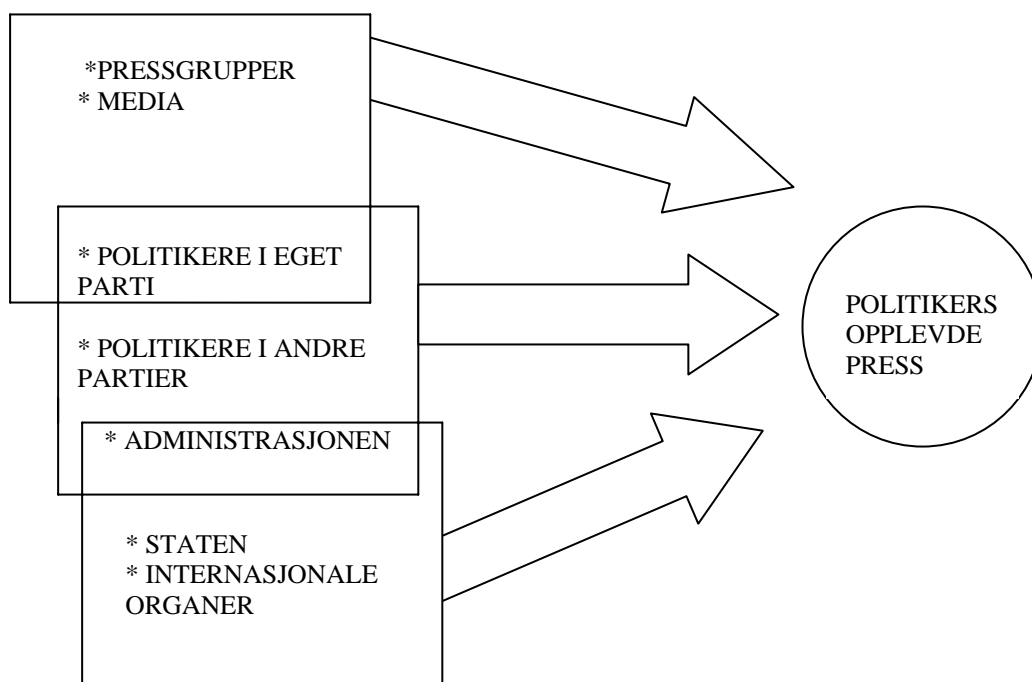 *PRESSGRUPPER
* MEDIA
* POLITIKERE I EGET
PARTI
* POLITIKERE I ANDRE
PARTIER
* ADMINISTRASJONEN
* STATEN
* INTERNASJONALE
ORGANER
POLITIKERS
OPPLEVDE
PRESS